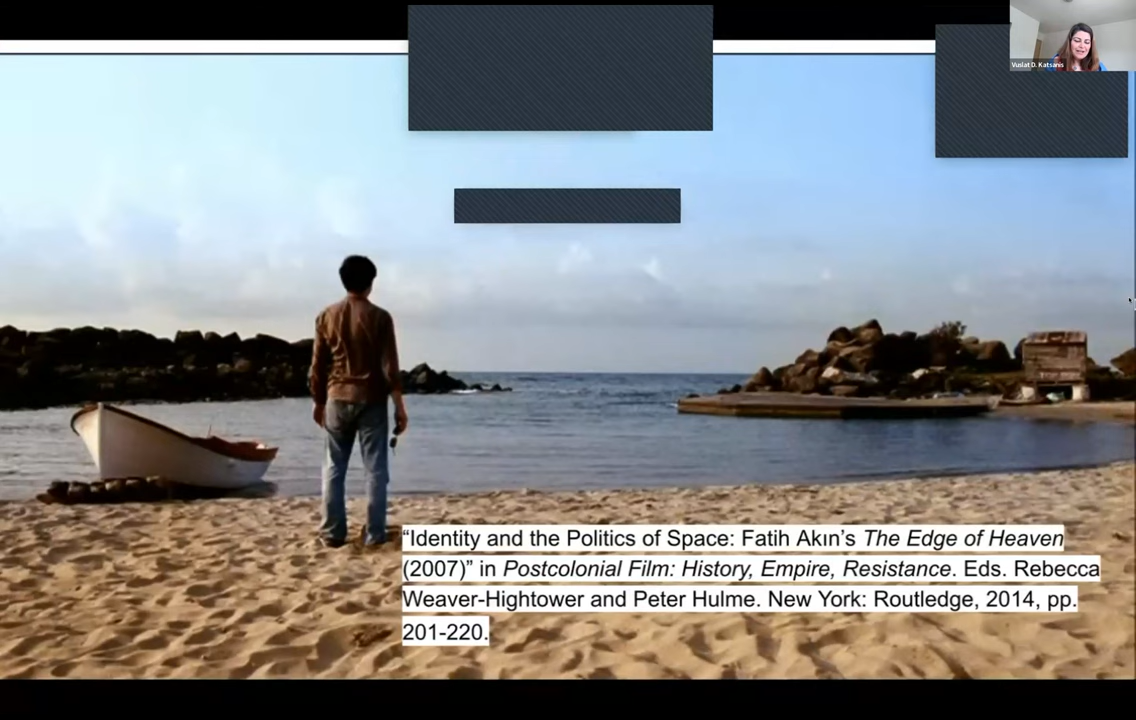 Vuslat D. Katsanis
“Identity and the Politics of Space: Fatih Akın’s The Edge of Heaven
(2007)” in Postcolonial Film: History, Empire, Resistance. Eds. Rebecca
Weaver-Hightower and Peter Hulme. New York: Routledge, 2014, pp.
201-220.